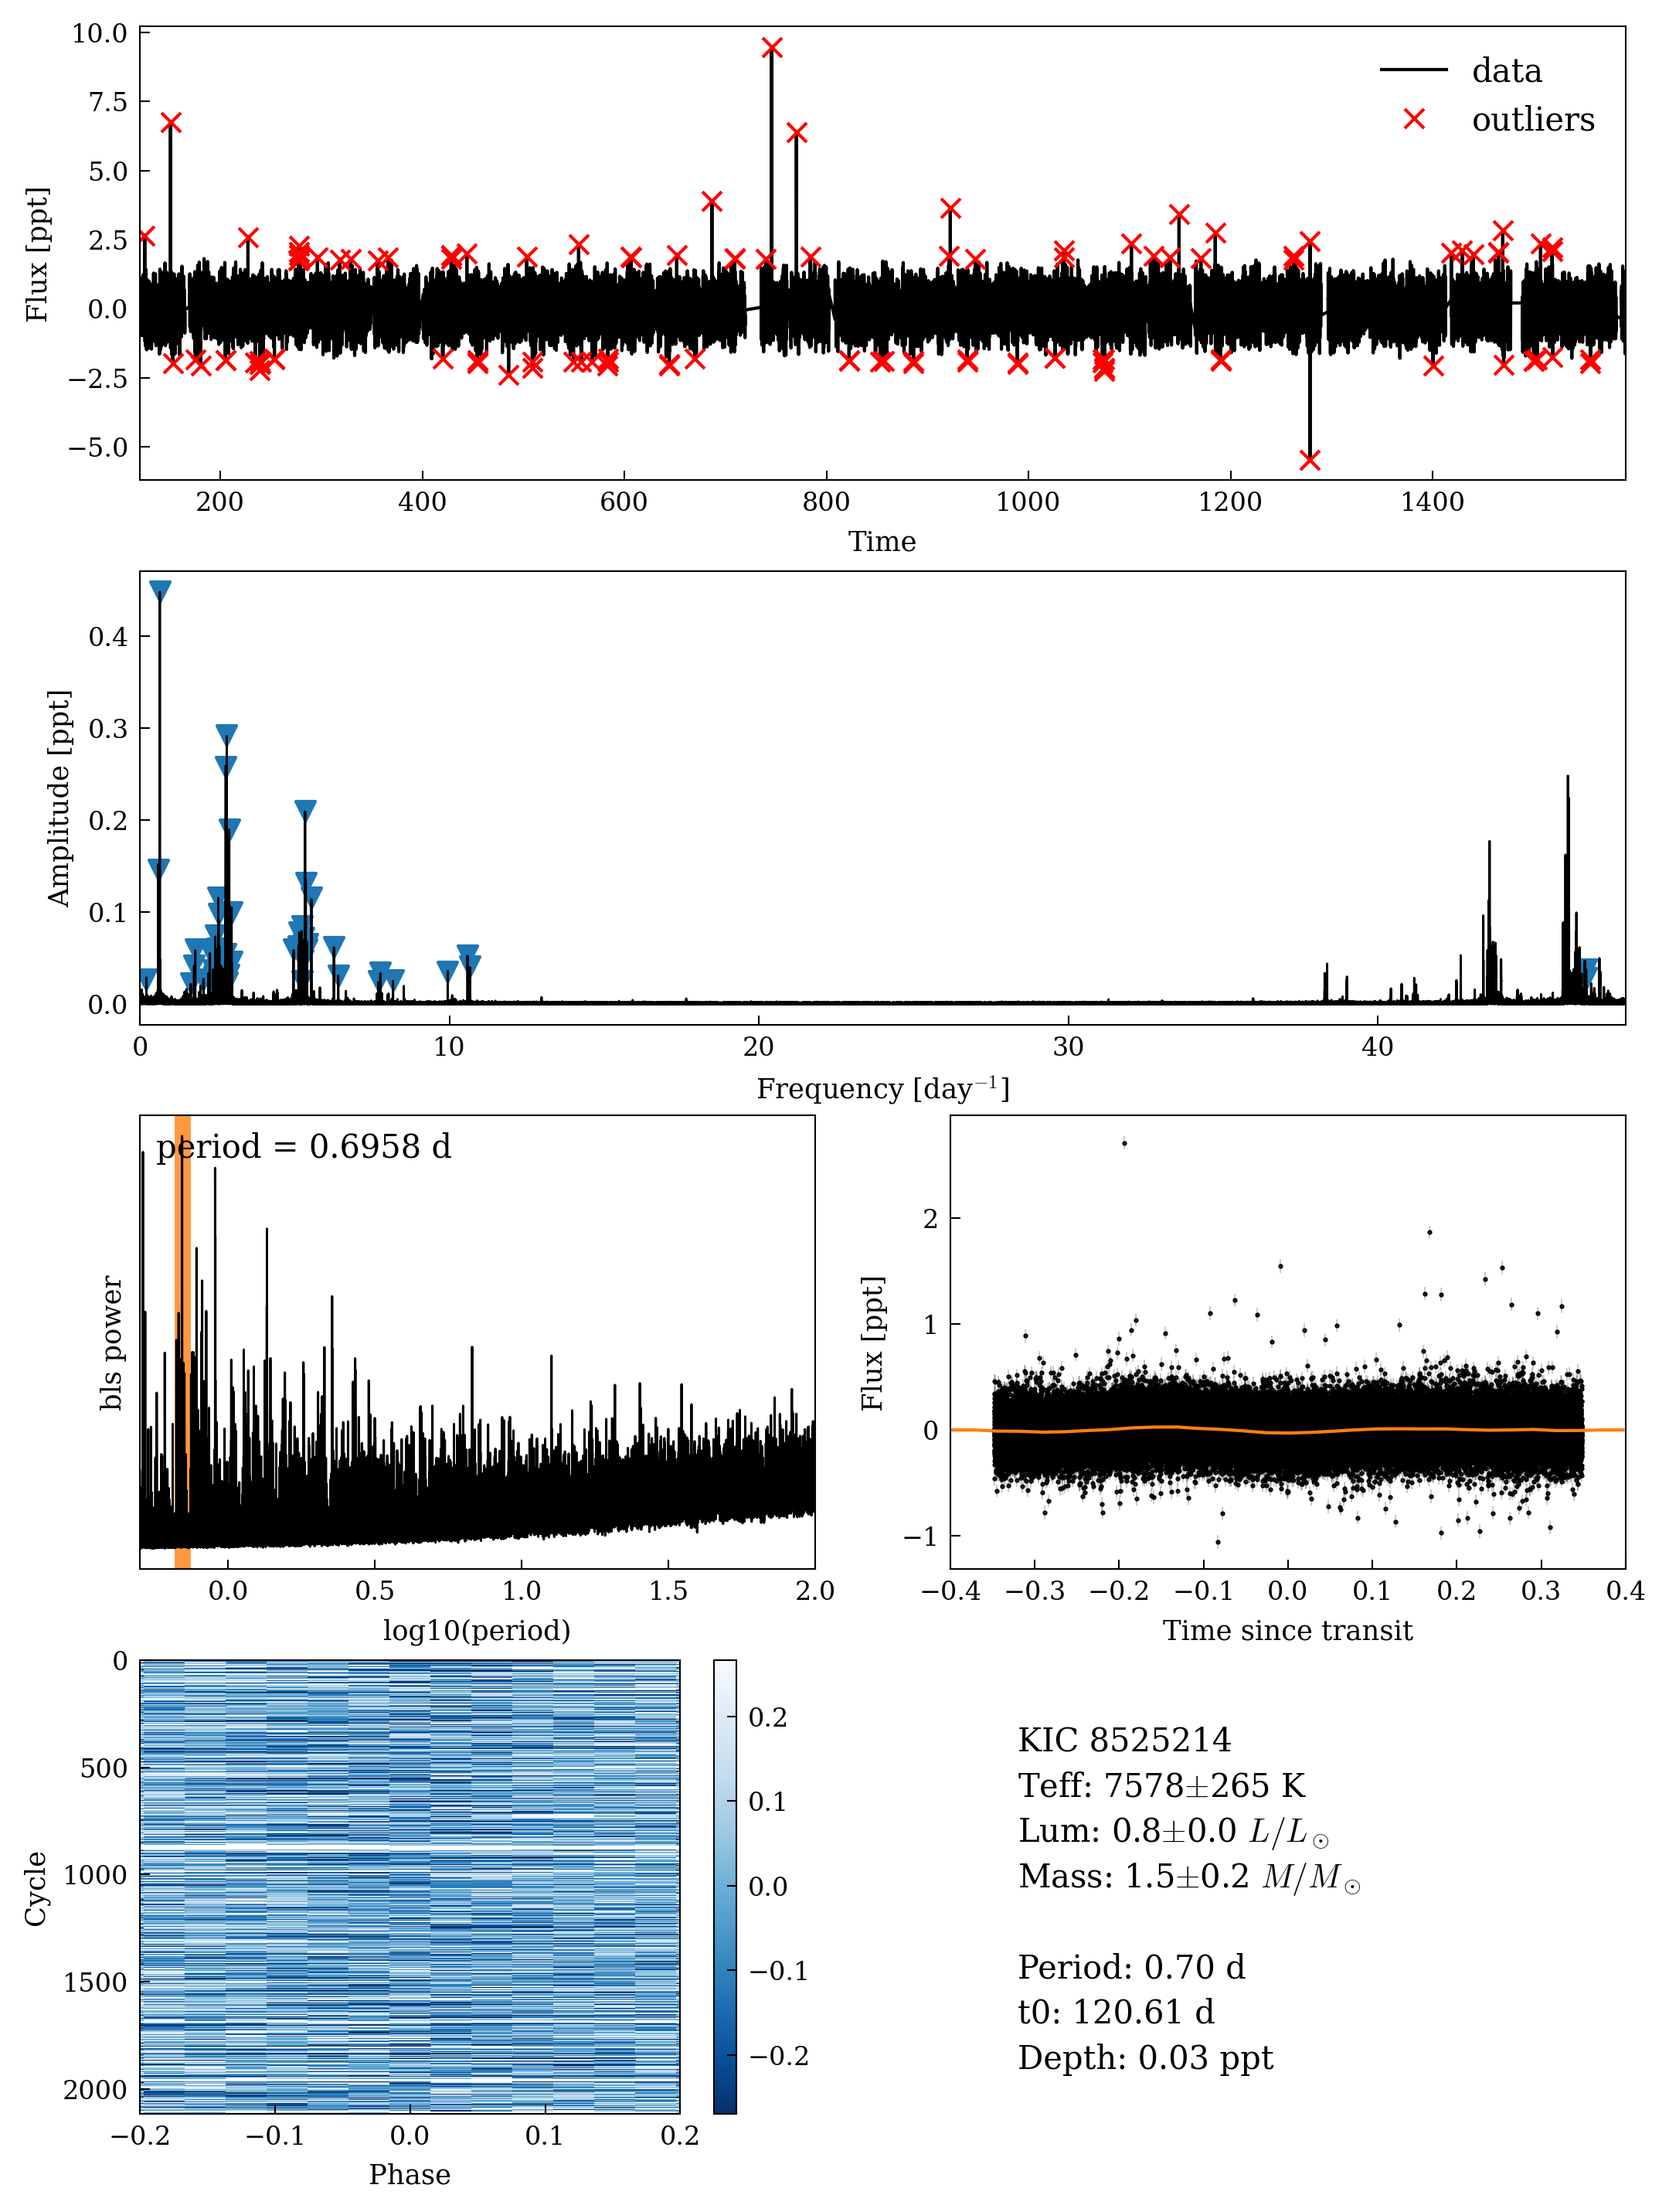 10.0
7.5
5.0
2.5
0.0
−2.5
−5.0
Flux [ppt]
data
outliers
200 400 600 800 1000 1200 1400
Time
0.4
0.3
0.2
0.1
0.0
Amplitude [ppt]
0 10 20 30 40
Frequency [day⁻¹]
period = 0.6958 d
bls power
0.0 0.5 1.0 1.5 2.0
log10(period)
2
1
0
−1
Flux [ppt]
−0.4 −0.3 −0.2 −0.1 0.0 0.1 0.2 0.3 0.4
Time since transit
0
500
1000
1500
2000
Cycle
−0.2 −0.1 0.0 0.1 0.2
Phase
0.2
0.1
0.0
−0.1
−0.2
KIC 8525214
Teff: 7578±265 K
Lum: 0.8±0.0 L/L⊙
Mass: 1.5±0.2 M/M⊙
Period: 0.70 d
t0: 120.61 d
Depth: 0.03 ppt